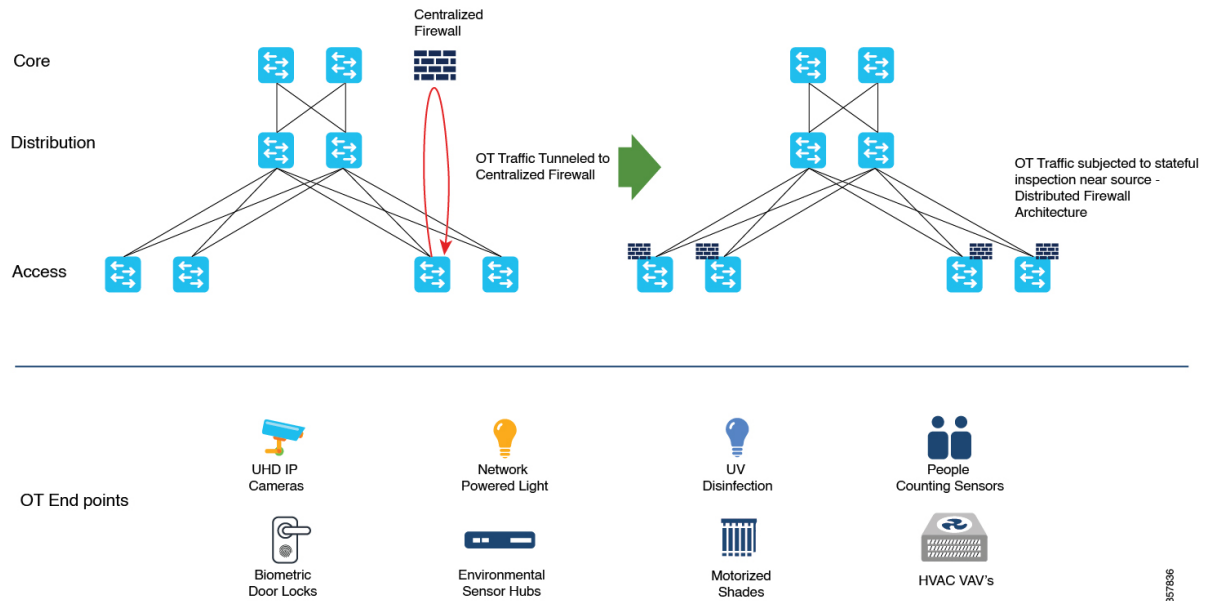 Centralized
Firewall
Core
Distribution
OT Traffic Tunneled to
Centralized Firewall
OT Traffic subjected to stateful
inspection near source -
Distributed Firewall
Architecture
Access
UHD IP
Cameras
Network
Powered Light
UV
Disinfection
People
Counting Sensors
OT End points
Biometric
Door Locks
Environmental
Sensor Hubs
Motorized
Shades
HVAC VAV's
357836